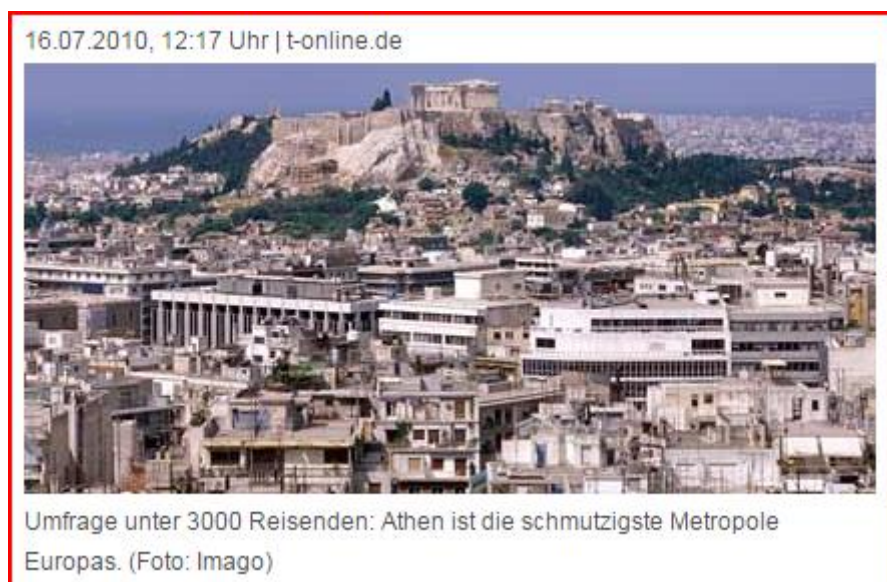 16.07.2010, 12:17 Uhr | t-online.de
Umfrage unter 3000 Reisenden: Athen ist die schmutzigste Metropole
Europas. (Foto: Imago)